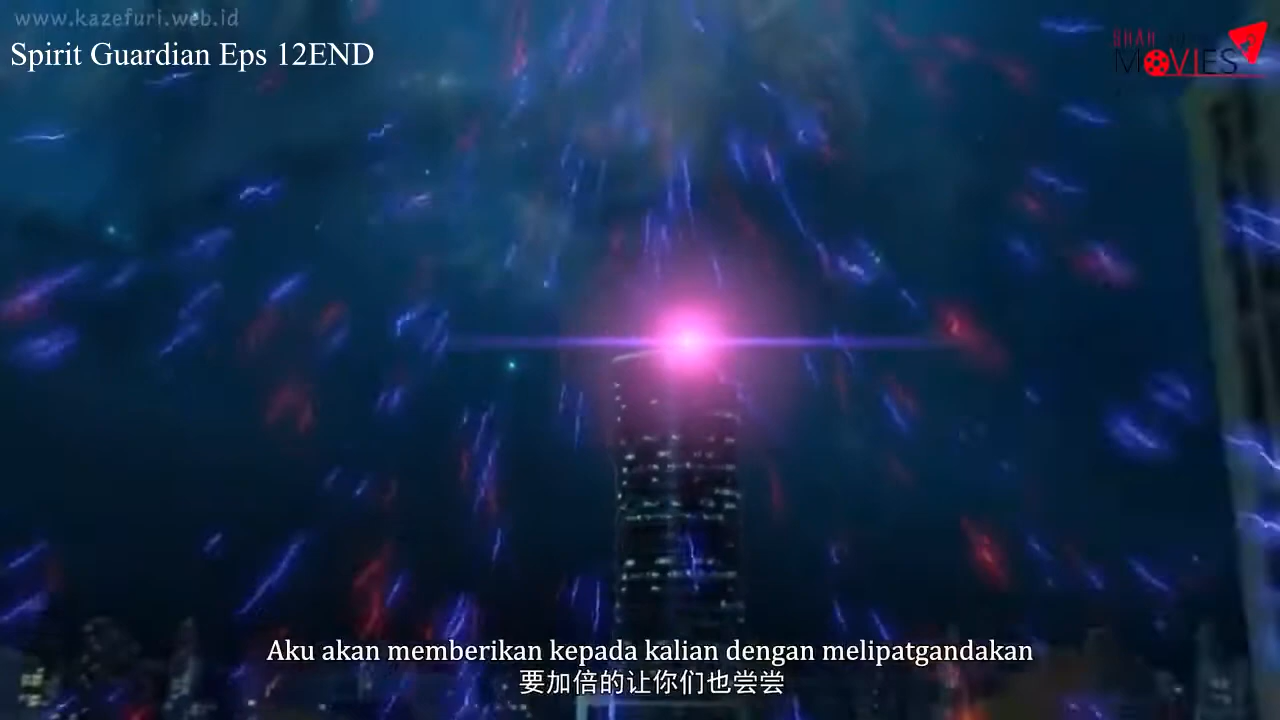 www.kazefuri.web.id
Spirit Guardian Eps 12END
MOVIES
Aku akan memberikan kepada kalian dengan melipatgandakan
要加倍的让你们也尝尝